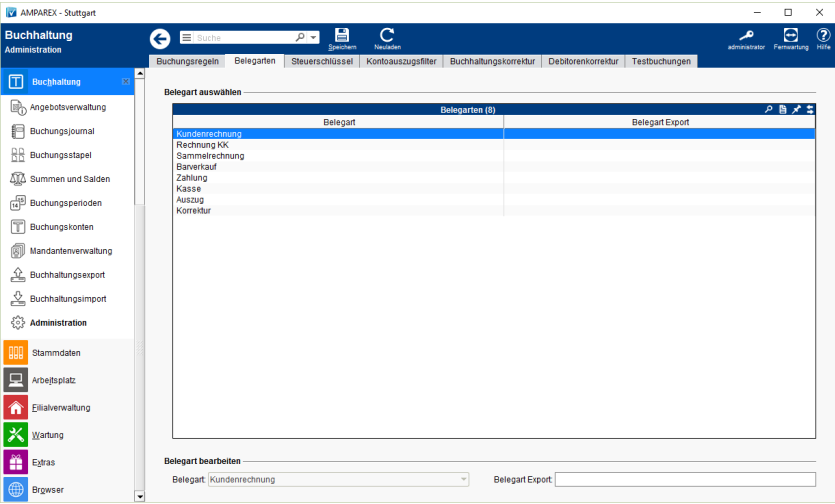 AMPAREX - Stuttgart
Buchhaltung
Administration
Suche
Speichern
Neuladen
administrator
Fernwartung
Hilfe
Buchungsregeln Belegarten Steuerschlüssel Kontoauszugsfilter Buchhaltungskorrektur Debitorenkorrektur Testbuchungen
Buchhaltung
Angebotsverwaltung
Buchungsjournal
Buchungsstapel
Summen und Salden
Buchungsperioden
Buchungskonten
Mandantenverwaltung
Buchhaltungsexport
Buchhaltungsimport
Administration
Stammdaten
Arbeitsplatz
Filialverwaltung
Wartung
Extras
Browser
Belegart auswählen
Belegarten (8)
Belegart Belegart Export
Kundenrechnung
Rechnung KK
Sammelrechnung
Barverkauf
Zahlung
Kasse
Auszug
Korrektur
Belegart bearbeiten
Belegart: Kundenrechnung Belegart Export: